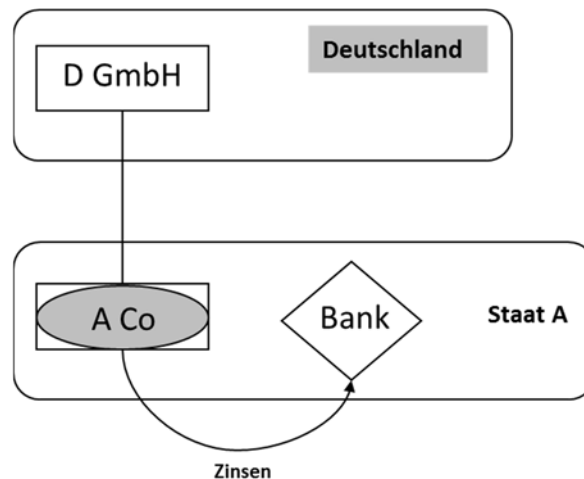 Deutschland
D GmbH
A Co
Bank
Staat A
Zinsen